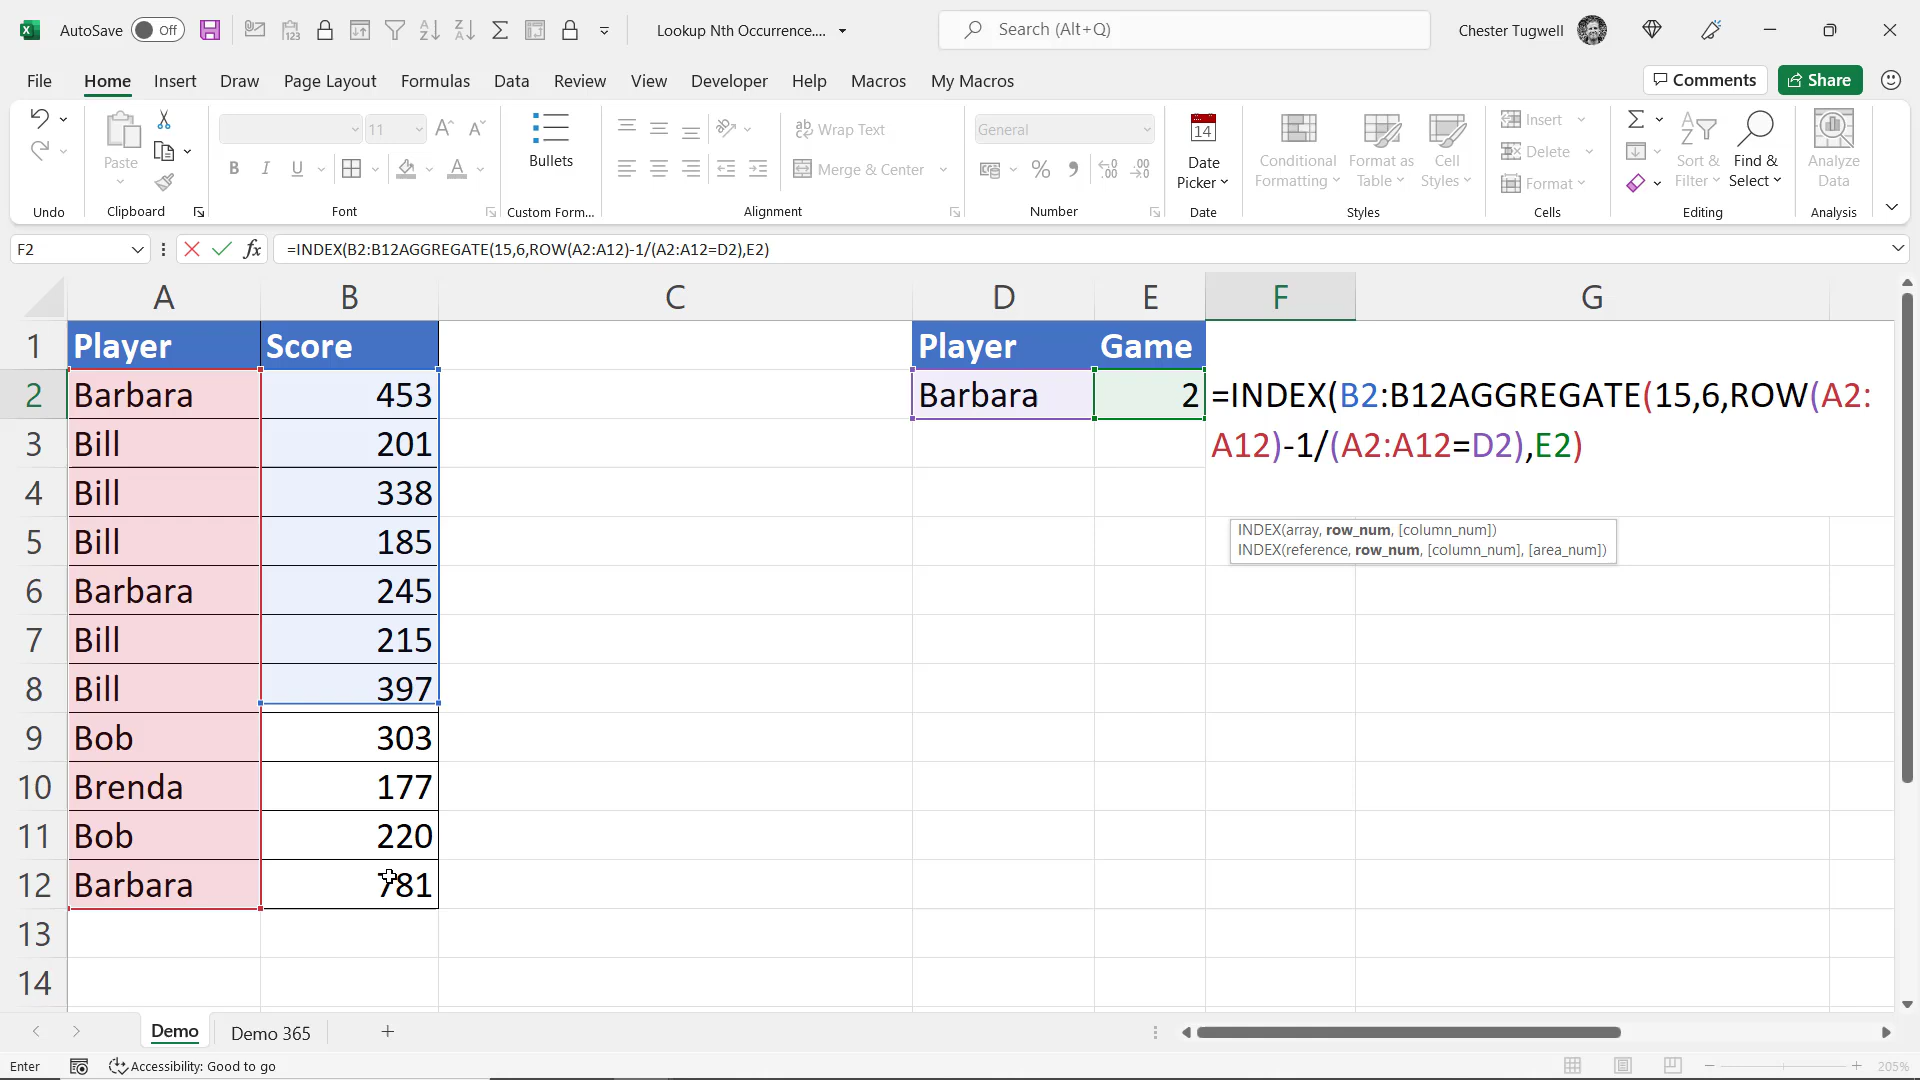 AutoSave Off Lookup Nth Occurrence.... Search (Alt+Q) Chester Tugwell
File Home Insert Draw Page Layout Formulas Data Review View Developer Help Macros My Macros Comments Share
Undo
Paste
Clipboard
11
B I U A
Font
Bullets
Custom Form...
ab Wrap Text
Merge & Center
Alignment
General
% 
Number
14
Date
Picker
Date
Conditional
Formatting
Format as
Table
Cell
Styles
Styles
Insert
Delete
Format
Cells
Sort &
Filter
Find &
Select
Editing
Analyze
Data
Analysis
F2 fx =INDEX(B2:B12AGGREGATE(15,6,ROW(A2:A12)-1/(A2:A12=D2),E2)
A B C D E F G
1 Player Score Player Game
2 Barbara 453 Barbara 2 =INDEX(B2:B12AGGREGATE(15,6,ROW(A2:
A12)-1/(A2:A12=D2),E2)
3 Bill 201
4 Bill 338
INDEX(array, row_num, [column_num])
INDEX(reference, row_num, [column_num], [area_num])
5 Bill 185
6 Barbara 245
7 Bill 215
8 Bill 397
9 Bob 303
10 Brenda 177
11 Bob 220
12 Barbara 781
13
14
Demo Demo 365
Enter Accessibility: Good to go 205%